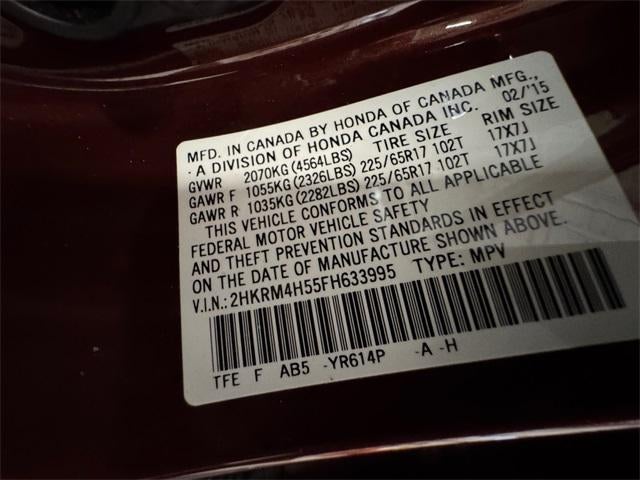 MFD. IN CANADA BY HONDA OF CANADA MFG.,
A DIVISION OF HONDA CANADA INC. 02/'15
GVWR 2070KG(4564LBS) TIRE SIZE RIM SIZE
GAWR F 1055KG(2326LBS) 225/65R17 102T 17X7J
GAWR R 1035KG(2282LBS) 225/65R17 102T 17X7J
THIS VEHICLE CONFORMS TO ALL APPLICABLE
FEDERAL MOTOR VEHICLE SAFETY
AND THEFT PREVENTION STANDARDS IN EFFECT
ON THE DATE OF MANUFACTURE SHOWN ABOVE.
V.I.N.: 2HKRM4H55FH633995 TYPE: MPV
TFE F AB5 -YR614P -A -H